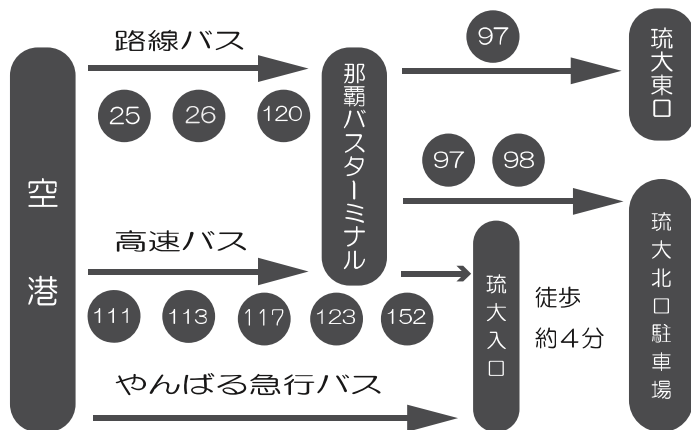 空港
路線バス
25 26 120
高速バス
111 113 117 123 152
やんばる急行バス
那覇バスターミナル
97
琉大東口
97 98
琉大北口駐車場
琉大入口
徒歩
約4分